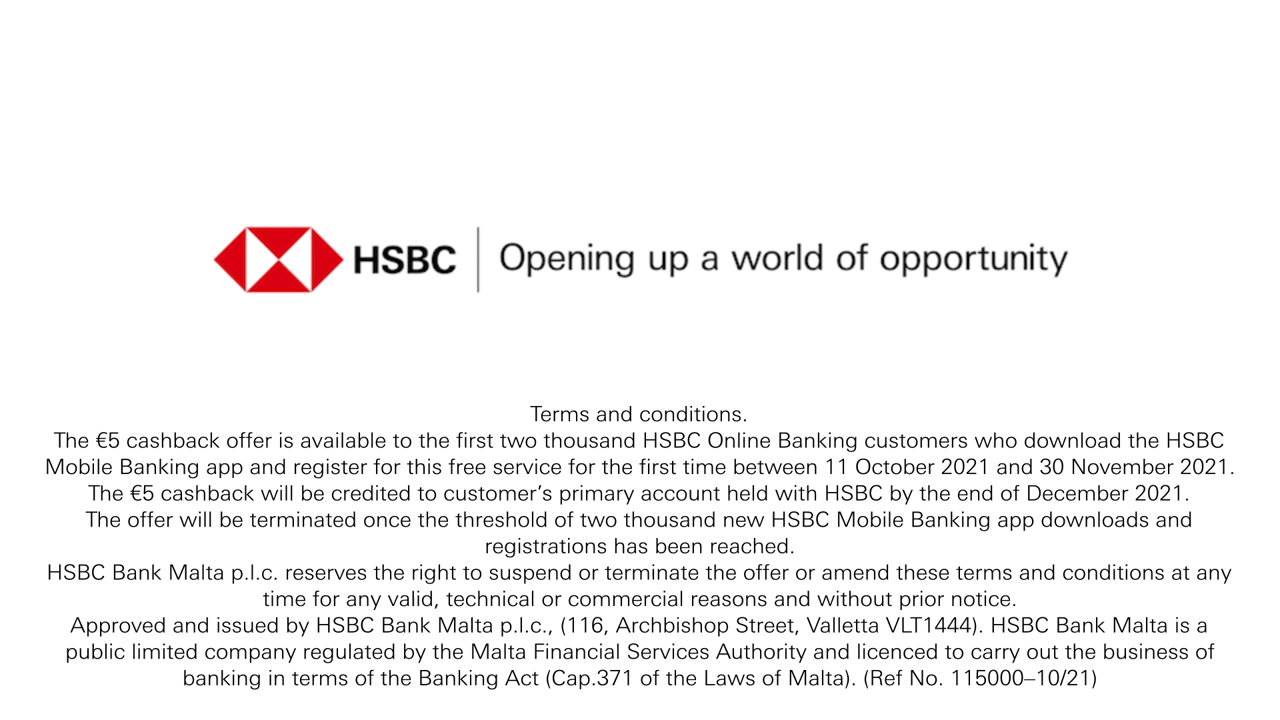 HSBC | Opening up a world of opportunity
Terms and conditions.
The €5 cashback offer is available to the first two thousand HSBC Online Banking customers who download the HSBC
Mobile Banking app and register for this free service for the first time between 11 October 2021 and 30 November 2021.
The €5 cashback will be credited to customer’s primary account held with HSBC by the end of December 2021.
The offer will be terminated once the threshold of two thousand new HSBC Mobile Banking app downloads and
registrations has been reached.
HSBC Bank Malta p.l.c. reserves the right to suspend or terminate the offer or amend these terms and conditions at any
time for any valid, technical or commercial reasons and without prior notice.
Approved and issued by HSBC Bank Malta p.l.c., (116, Archbishop Street, Valletta VLT1444). HSBC Bank Malta is a
public limited company regulated by the Malta Financial Services Authority and licenced to carry out the business of
banking in terms of the Banking Act (Cap.371 of the Laws of Malta). (Ref No. 115000–10/21)